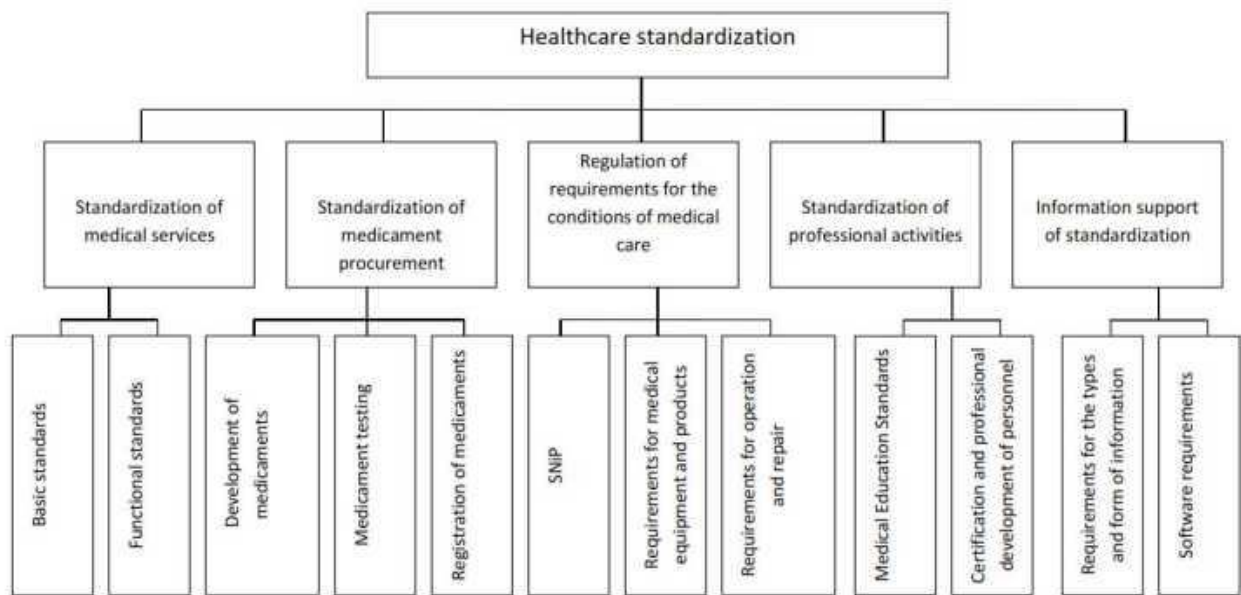 Healthcare standardization
Standardization of
medical services
Standardization of
medicament
procurement
Regulation of
requirements for the
conditions of medical
care
Standardization of
professional activities
Information support
of standardization
Basic standards
Functional standards
Development of
medicaments
Medicament testing
Registration of medicaments
SNiP
Requirements for medical
equipment and products
Requirements for operation
and repair
Medical Education Standards
Certification and professional
development of personnel
Requirements for the types
and form of information
Software requirements